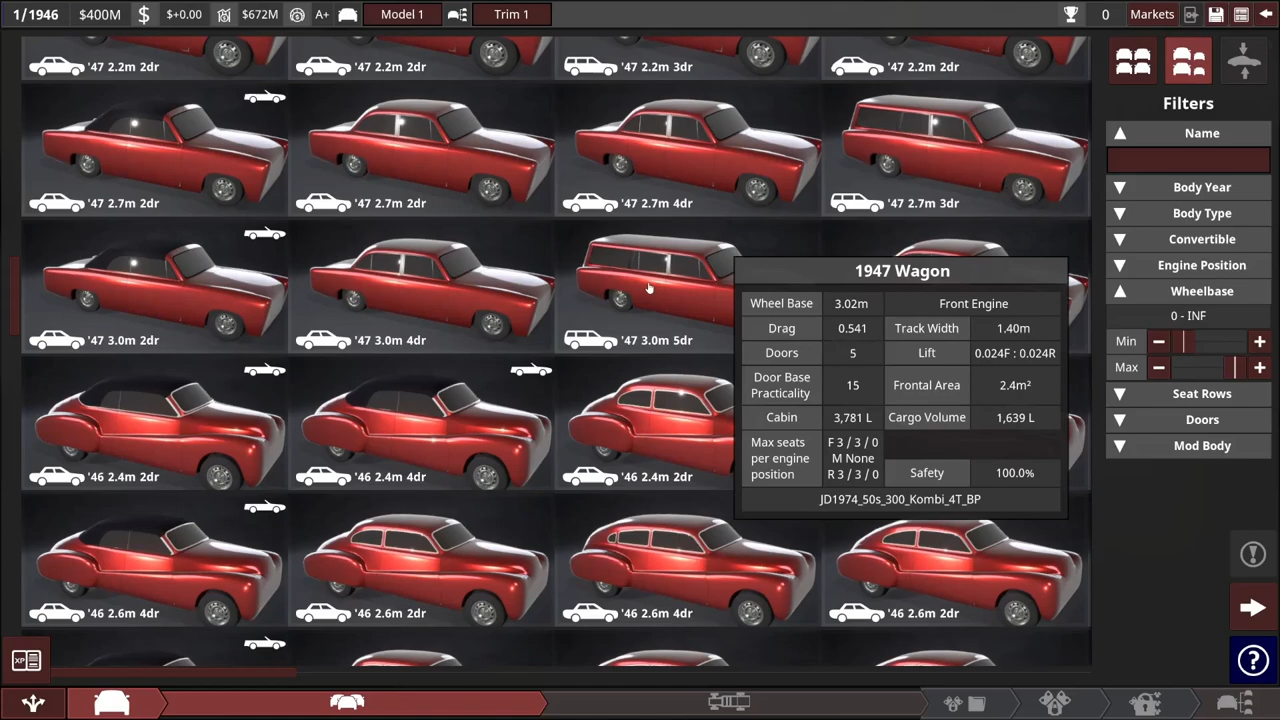 1/1946 $400M $+0.00 $672M A+ Model 1 Trim 1 0 Markets
'47 2.2m 2dr '47 2.2m 2dr '47 2.2m 3dr '47 2.2m 2dr
Filters
Name
'47 2.7m 2dr '47 2.7m 2dr '47 2.7m 4dr '47 2.7m 3dr
Body Year
Body Type
Convertible
Engine Position
Wheelbase
0 - INF
Min
Max
Seat Rows
Doors
Mod Body
'47 3.0m 2dr '47 3.0m 4dr '47 3.0m 5dr
1947 Wagon
Wheel Base 3.02m Front Engine
Drag 0.541 Track Width 1.40m
Doors 5 Lift 0.024F : 0.024R
Door Base
Practicality 15 Frontal Area 2.4m²
Cabin 3,781 L Cargo Volume 1,639 L
Max seats
per engine
position
F 3 / 3 / 0
M None
R 3 / 3 / 0
Safety 100.0%
JD1974_50s_300_Kombi_4T_BP
'46 2.4m 2dr '46 2.4m 4dr '46 2.4m 2dr
'46 2.6m 4dr '46 2.6m 2dr '46 2.6m 4dr '46 2.6m 2dr
XP
?